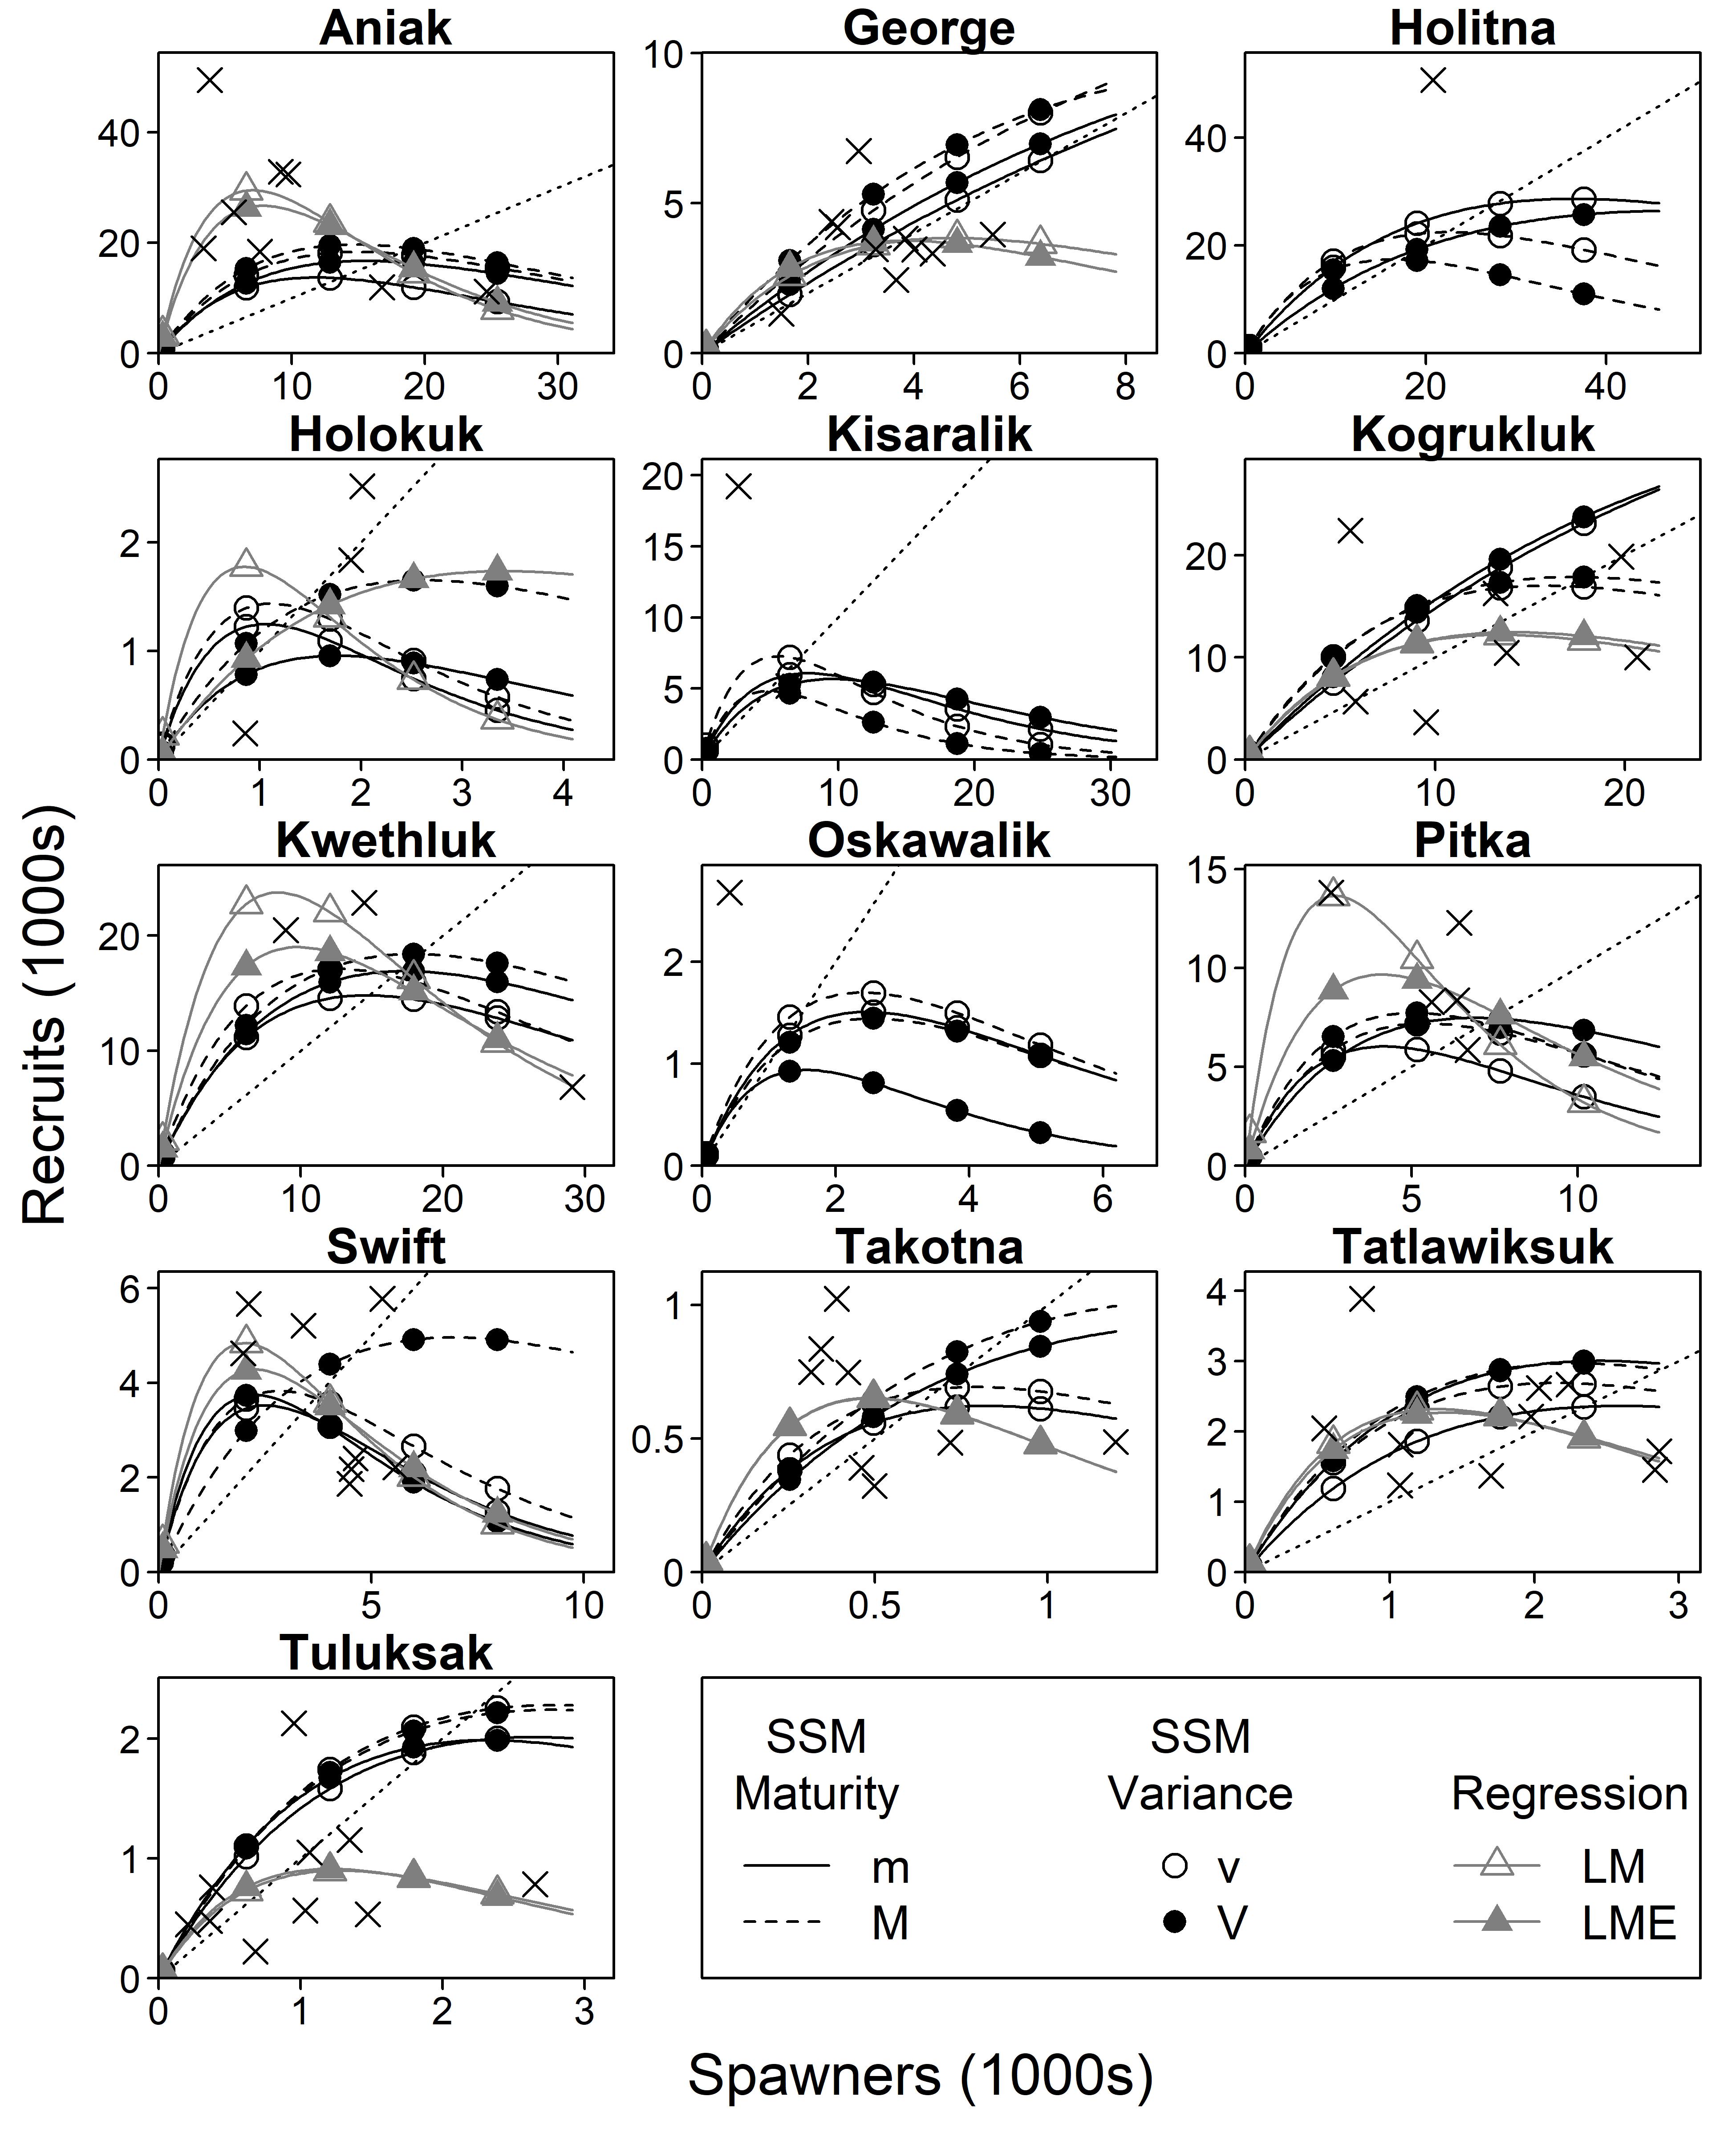 Aniak George Holitna
10
40
40
20
5
20
0 0 0
0 10 20 30 0 2 4 6 8 0 20 40
Holokuk Kisaralik Kogrukluk
20
2
15
20
10
1
10
5
0 0 0
0 1 2 3 4 0 10 20 30 0 10 20
Kwethluk Oskawalik Pitka
15
20
2
10
10
1
5
0 0 0
0 10 20 30 0 2 4 6 0 5 10
Swift Takotna Tatlawiksuk
6
1
4
4
3
0.5
2
2
1
0 0 0
0 5 10 0 0.5 1 0 1 2 3
Tuluksak
2
1
0
0 1 2 3
SSM SSM
Maturity Variance Regression
m v LM
M V LME
Recruits (1000s)
Spawners (1000s)